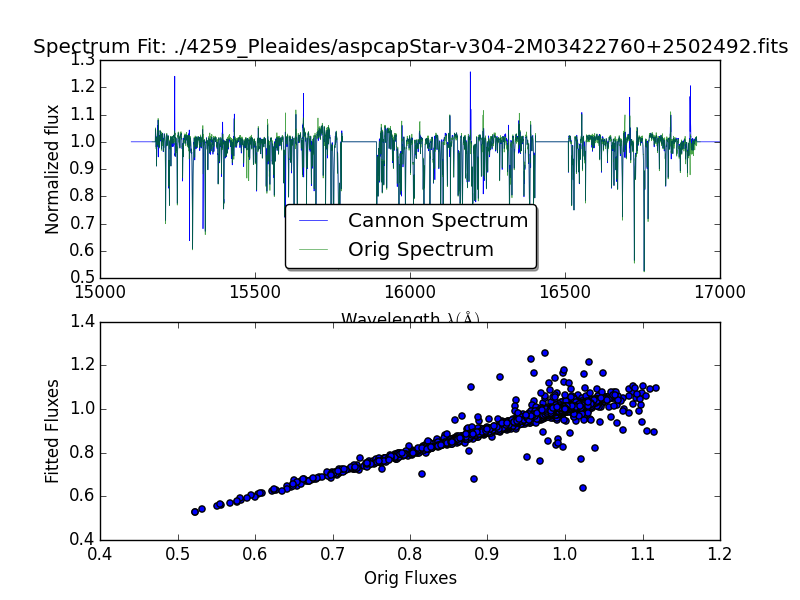 Spectrum Fit: ./4259_Pleaides/aspcapStar-v304-2M03422760+2502492.fits
1.3
1.2
1.1
1.0
0.9
0.8
0.7
0.6
0.5
Normalized flux
Cannon Spectrum
Orig Spectrum
15000 15500 16000 16500 17000
Wavelength λ(Å)
1.4
1.2
1.0
0.8
0.6
0.4
Fitted Fluxes
0.4 0.5 0.6 0.7 0.8 0.9 1.0 1.1 1.2
Orig Fluxes